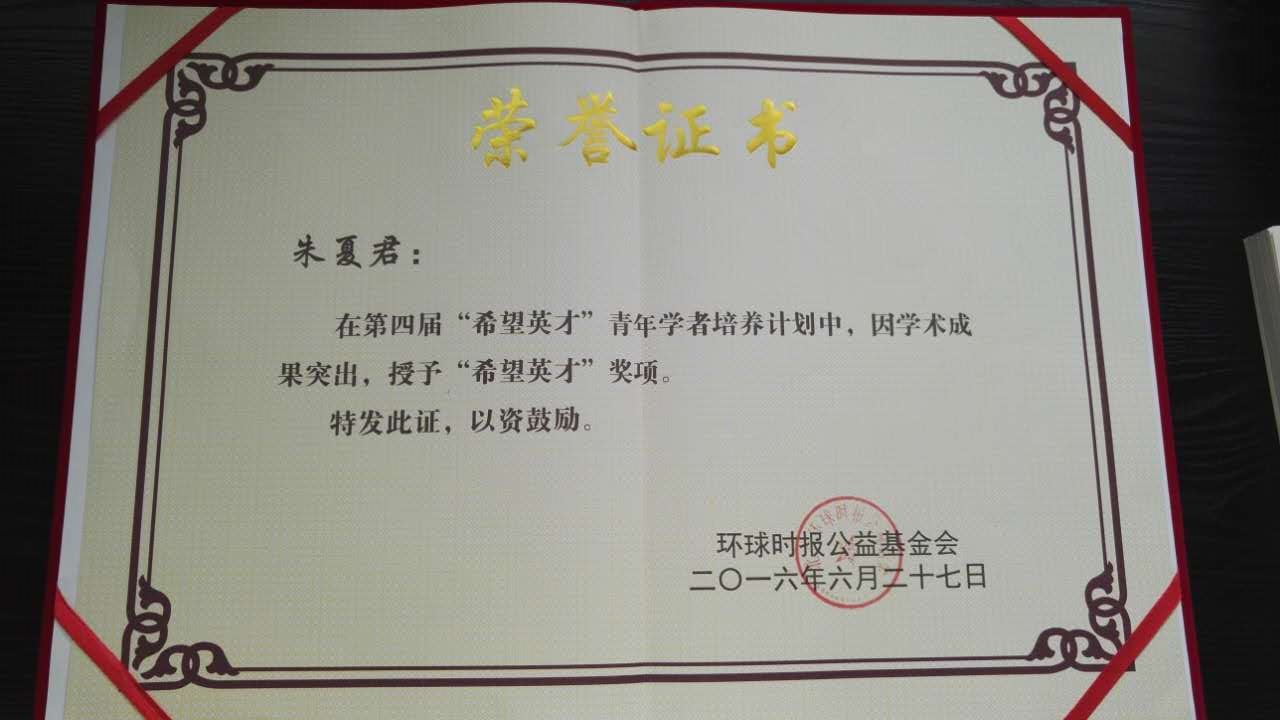 荣誉证书
朱夏君：
在第四届“希望英才”青年学者培养计划中，因学术成
果突出，授予“希望英才”奖项。
特发此证，以资鼓励。
环球时报公益基金会
二〇一六年六月二十七日